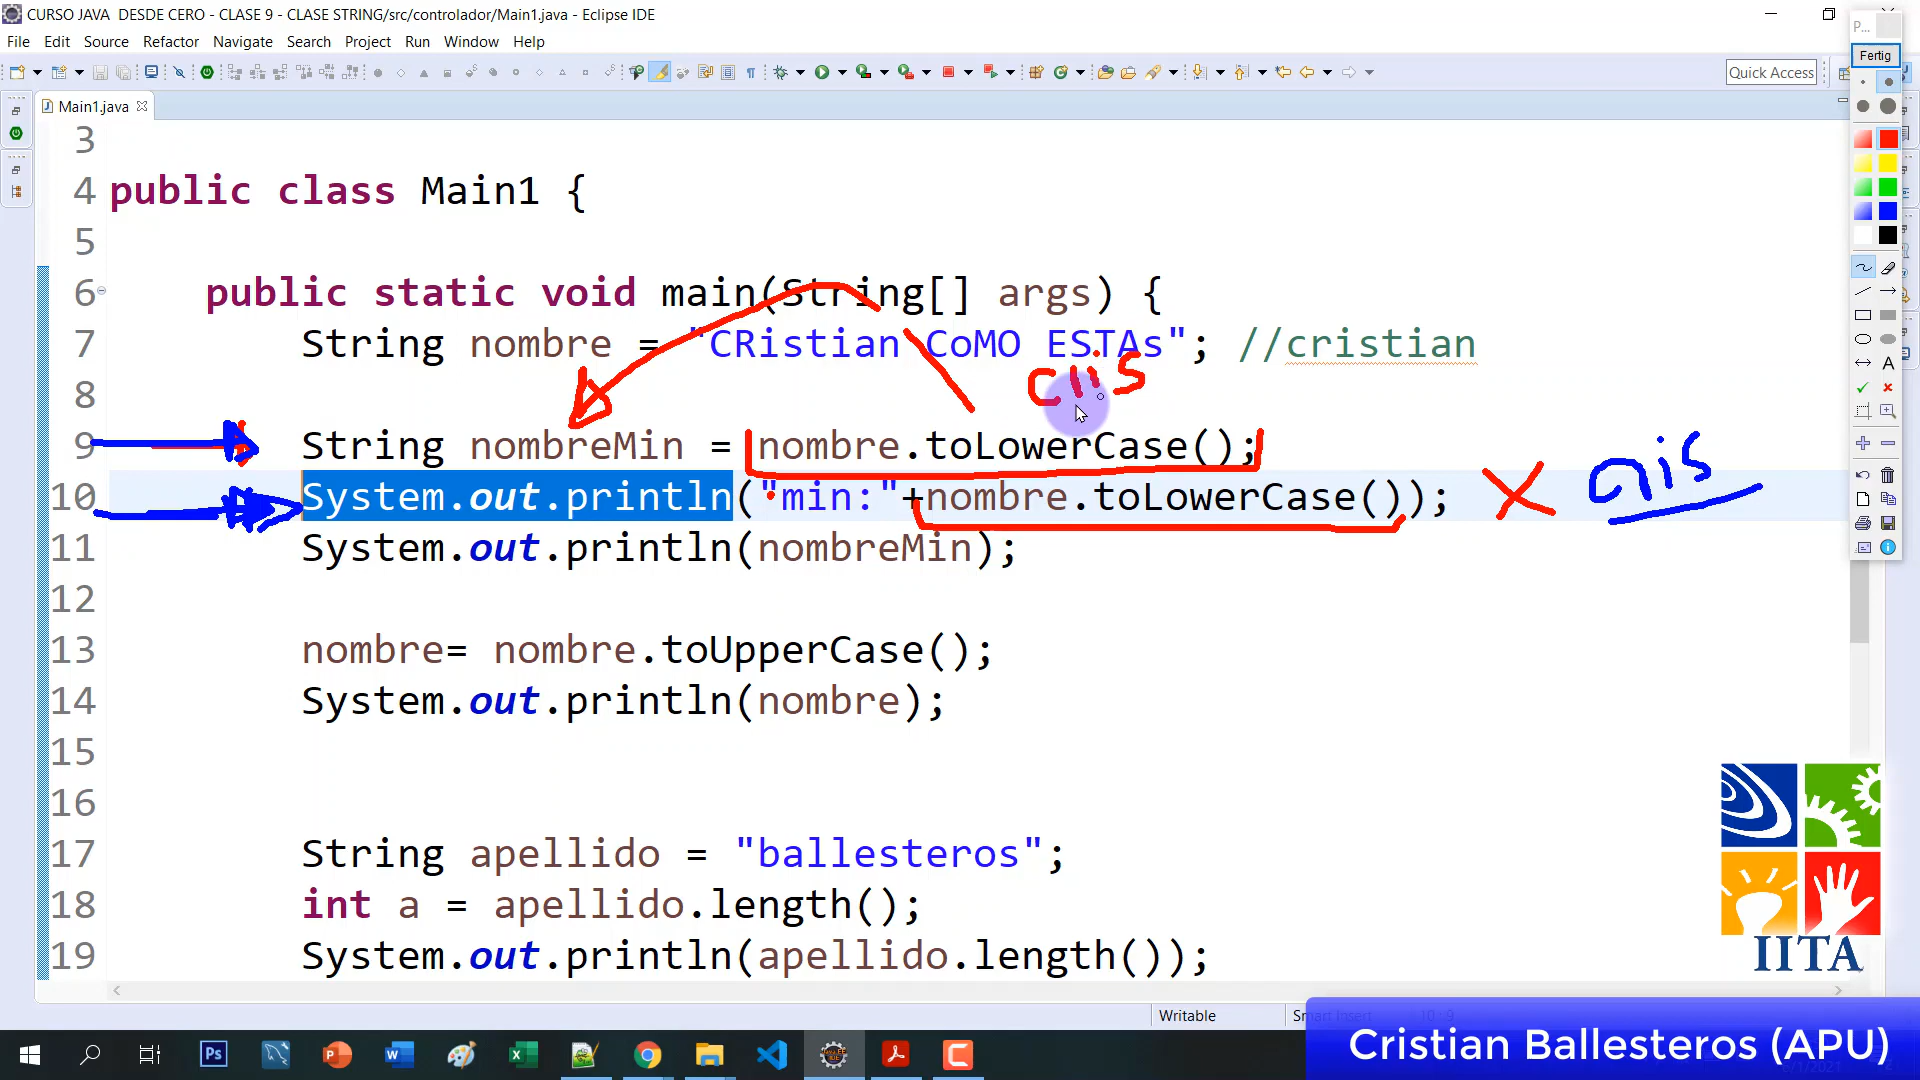 CURSO JAVA  DESDE CERO - CLASE 9 - CLASE STRING/src/controlador/Main1.java - Eclipse IDE
P...
File Edit Source Refactor Navigate Search Project Run Window Help
Fertig
Quick Access
Main1.java
3
4 public class Main1 {
5
6 public static void main(String[] args) {
7 String nombre = "CRistian CoMO ESTAs"; //cristian
8
9 String nombreMin = nombre.toLowerCase();
10 System.out.println("min:"+nombre.toLowerCase());
11 System.out.println(nombreMin);
12
13 nombre= nombre.toUpperCase();
14 System.out.println(nombre);
15
16
17 String apellido = "ballesteros";
18 int a = apellido.length();
19 System.out.println(apellido.length());
IITA
Writable
Cristian Ballesteros (APU)